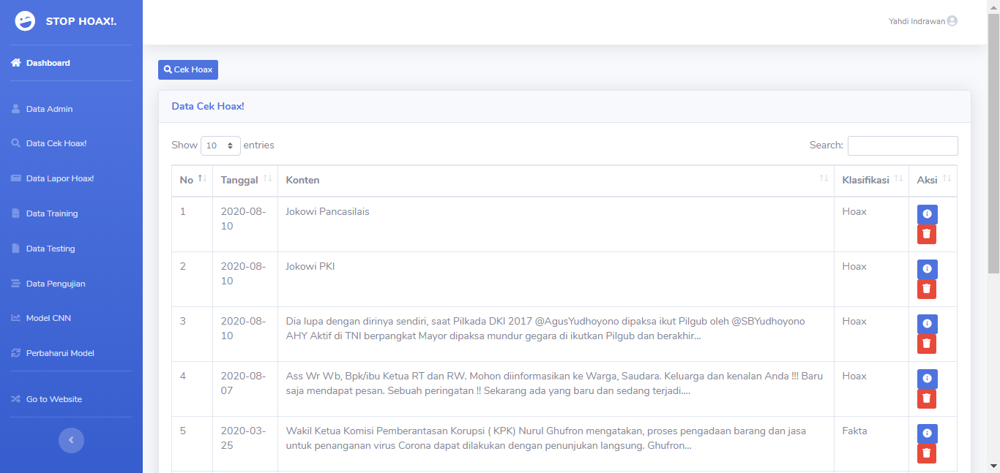 STOP HOAX!.
Yahdi Indrawan
Dashboard
Data Admin
Data Cek Hoax!
Data Lapor Hoax!
Data Training
Data Testing
Data Pengujian
Model CNN
Perbaharui Model
Go to Website
Cek Hoax
Data Cek Hoax!
Show 10 entries
Search:
No Tanggal Konten Klasifikasi Aksi
1 2020-08- Jokowi Pancasilais Hoax
10
2 2020-08- Jokowi PKI Hoax
10
3 2020-08- Dia lupa dengan dirinya sendiri, saat Pilkada DKI 2017 @AgusYudhoyono dipaksa ikut Pilgub oleh @SBYudhoyono Hoax
10 AHY Aktif di TNI berpangkat Mayor dipaksa mundur gegara di ikutkan Pilgub dan berakhir...
4 2020-08- Ass Wr Wb, Bpk/ibu Ketua RT dan RW. Mohon diinformasikan ke Warga, Saudara. Keluarga dan kenalan Anda !!! Baru Hoax
07 saja mendapat pesan. Sebuah peringatan !! Sekarang ada yang baru dan sedang terjadi....
5 2020-03- Wakil Ketua Komisi Pemberantasan Korupsi ( KPK) Nurul Ghufron mengatakan, proses pengadaan barang dan jasa Fakta
25 untuk penanganan virus Corona dapat dilakukan dengan penunjukan langsung. Ghufron...